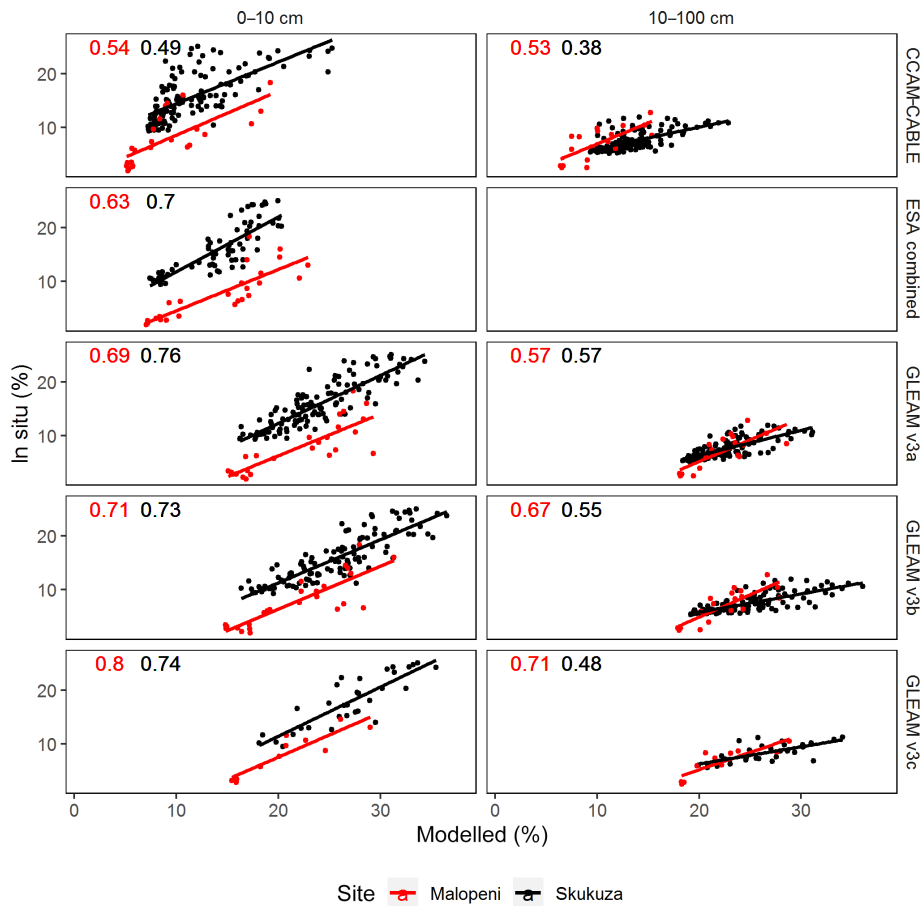 0–10 cm 10–100 cm
0.54 0.49 0.53 0.38 CCAM-CABLE
20
10
0.63 0.7 ESA combined
20
10
0.69 0.76 0.57 0.57 GLEAM v3a
20
10
In situ (%)
0.71 0.73 0.67 0.55 GLEAM v3b
20
10
0.8 0.74 0.71 0.48 GLEAM v3c
20
10
0 10 20 30 0 10 20 30
Modelled (%)
Site a Malopeni a Skukuza